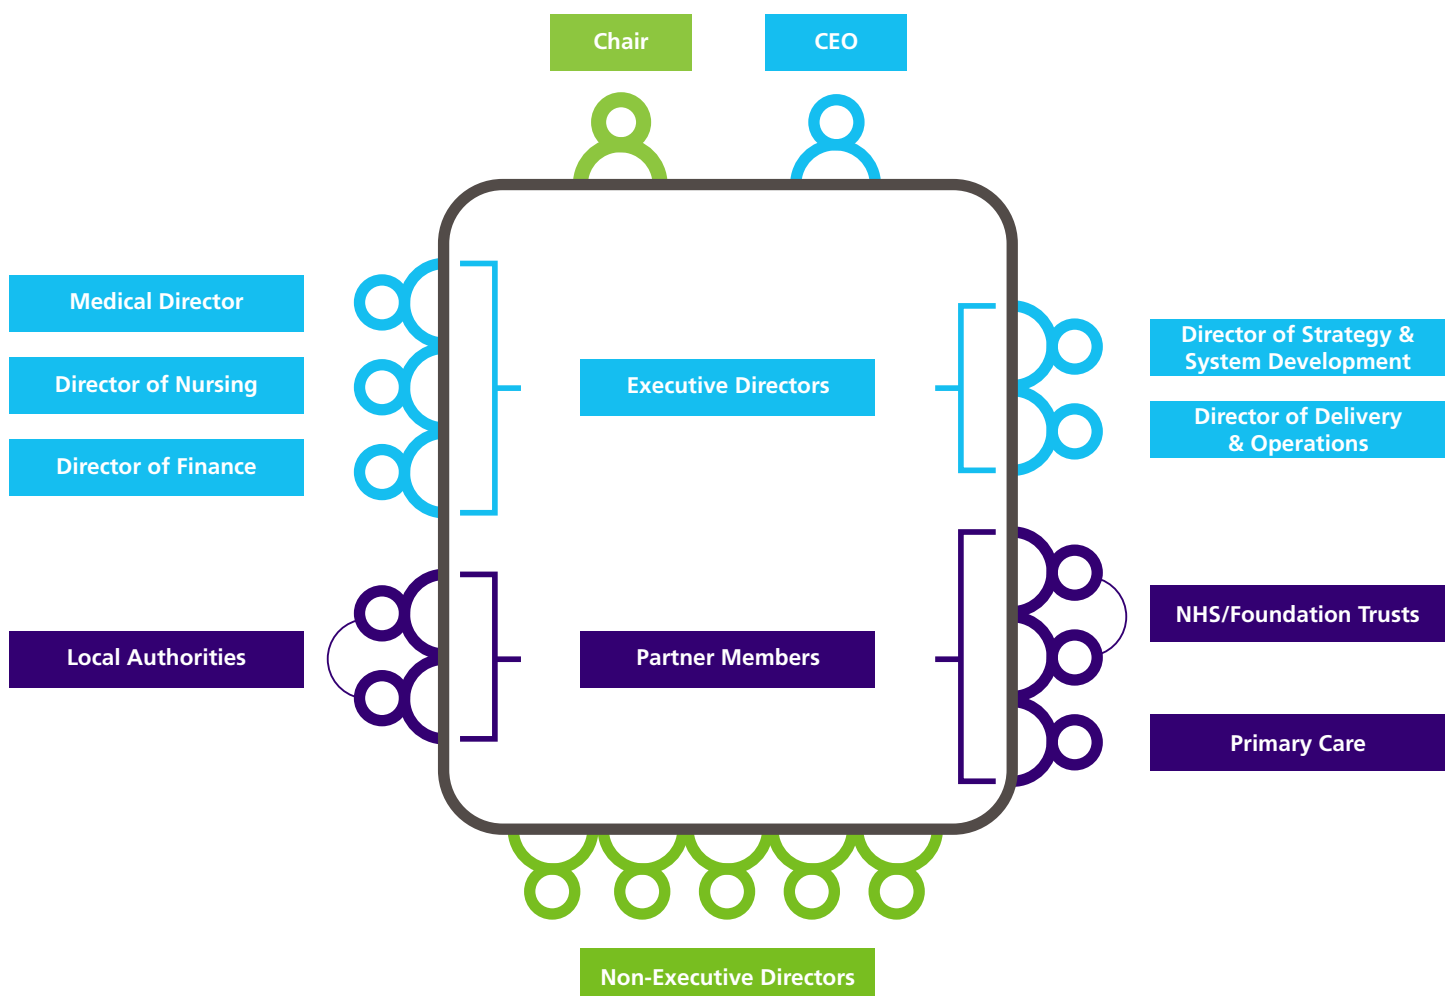 Chair
CEO
Medical Director
Director of Nursing
Director of Finance
Executive Directors
Director of Strategy &
System Development
Director of Delivery
& Operations
Local Authorities
Partner Members
NHS/Foundation Trusts
Primary Care
Non-Executive Directors